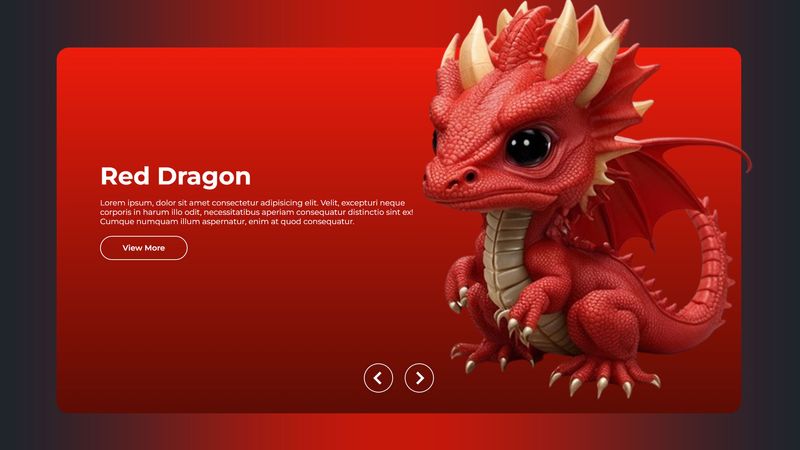 Red Dragon
Lorem ipsum, dolor sit amet consectetur adipisicing elit. Velit, excepturi neque
corporis in harum illo odit, necessitatibus aperiam consequatur distinctio sint ex!
Cumque numquam illum aspernatur, enim at quod consequatur.
View More